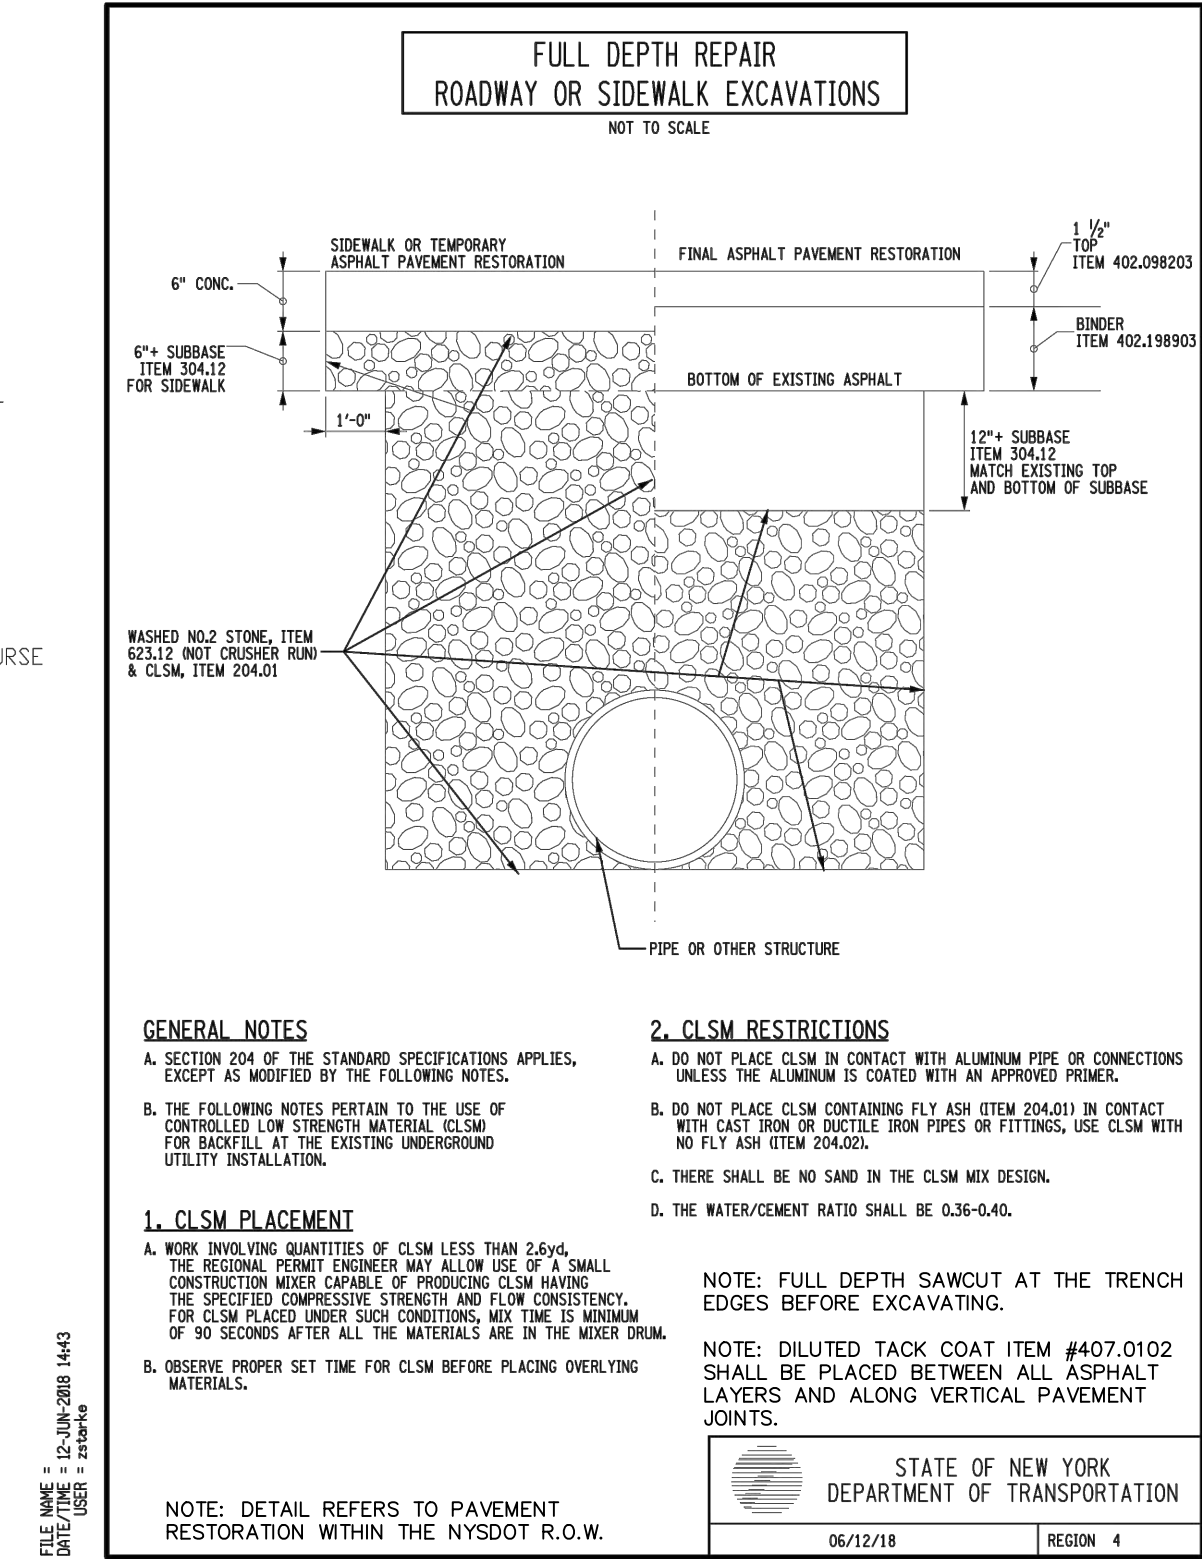 FULL DEPTH REPAIR
ROADWAY OR SIDEWALK EXCAVATIONS
NOT TO SCALE
SIDEWALK OR TEMPORARY
ASPHALT PAVEMENT RESTORATION
FINAL ASPHALT PAVEMENT RESTORATION
1 1/2"
TOP
ITEM 402.098203
6" CONC.
BINDER
ITEM 402.198903
6"+ SUBBASE
ITEM 304.12
FOR SIDEWALK
BOTTOM OF EXISTING ASPHALT
1'-0"
12"+ SUBBASE
ITEM 304.12
MATCH EXISTING TOP
AND BOTTOM OF SUBBASE
WASHED NO.2 STONE, ITEM
623.12 (NOT CRUSHER RUN)
& CLSM, ITEM 204.01
URSE
PIPE OR OTHER STRUCTURE
GENERAL NOTES
A. SECTION 204 OF THE STANDARD SPECIFICATIONS APPLIES,
EXCEPT AS MODIFIED BY THE FOLLOWING NOTES.
B. THE FOLLOWING NOTES PERTAIN TO THE USE OF
CONTROLLED LOW STRENGTH MATERIAL (CLSM)
FOR BACKFILL AT THE EXISTING UNDERGROUND
UTILITY INSTALLATION.
1. CLSM PLACEMENT
A. WORK INVOLVING QUANTITIES OF CLSM LESS THAN 2.6yd,
THE REGIONAL PERMIT ENGINEER MAY ALLOW USE OF A SMALL
CONSTRUCTION MIXER CAPABLE OF PRODUCING CLSM HAVING
THE SPECIFIED COMPRESSIVE STRENGTH AND FLOW CONSISTENCY.
FOR CLSM PLACED UNDER SUCH CONDITIONS, MIX TIME IS MINIMUM
OF 90 SECONDS AFTER ALL THE MATERIALS ARE IN THE MIXER DRUM.
B. OBSERVE PROPER SET TIME FOR CLSM BEFORE PLACING OVERLYING
MATERIALS.
2. CLSM RESTRICTIONS
A. DO NOT PLACE CLSM IN CONTACT WITH ALUMINUM PIPE OR CONNECTIONS
UNLESS THE ALUMINUM IS COATED WITH AN APPROVED PRIMER.
B. DO NOT PLACE CLSM CONTAINING FLY ASH (ITEM 204.01) IN CONTACT
WITH CAST IRON OR DUCTILE IRON PIPES OR FITTINGS, USE CLSM WITH
NO FLY ASH (ITEM 204.02).
C. THERE SHALL BE NO SAND IN THE CLSM MIX DESIGN.
D. THE WATER/CEMENT RATIO SHALL BE 0.36-0.40.
NOTE: FULL DEPTH SAWCUT AT THE TRENCH
EDGES BEFORE EXCAVATING.
NOTE: DILUTED TACK COAT ITEM #407.0102
SHALL BE PLACED BETWEEN ALL ASPHALT
LAYERS AND ALONG VERTICAL PAVEMENT
JOINTS.
NOTE: DETAIL REFERS TO PAVEMENT
RESTORATION WITHIN THE NYSDOT R.O.W.
STATE OF NEW YORK
DEPARTMENT OF TRANSPORTATION
06/12/18
REGION 4
FILE NAME =
DATE/TIME = 12-JUN-2018 14:43
USER = zstarke